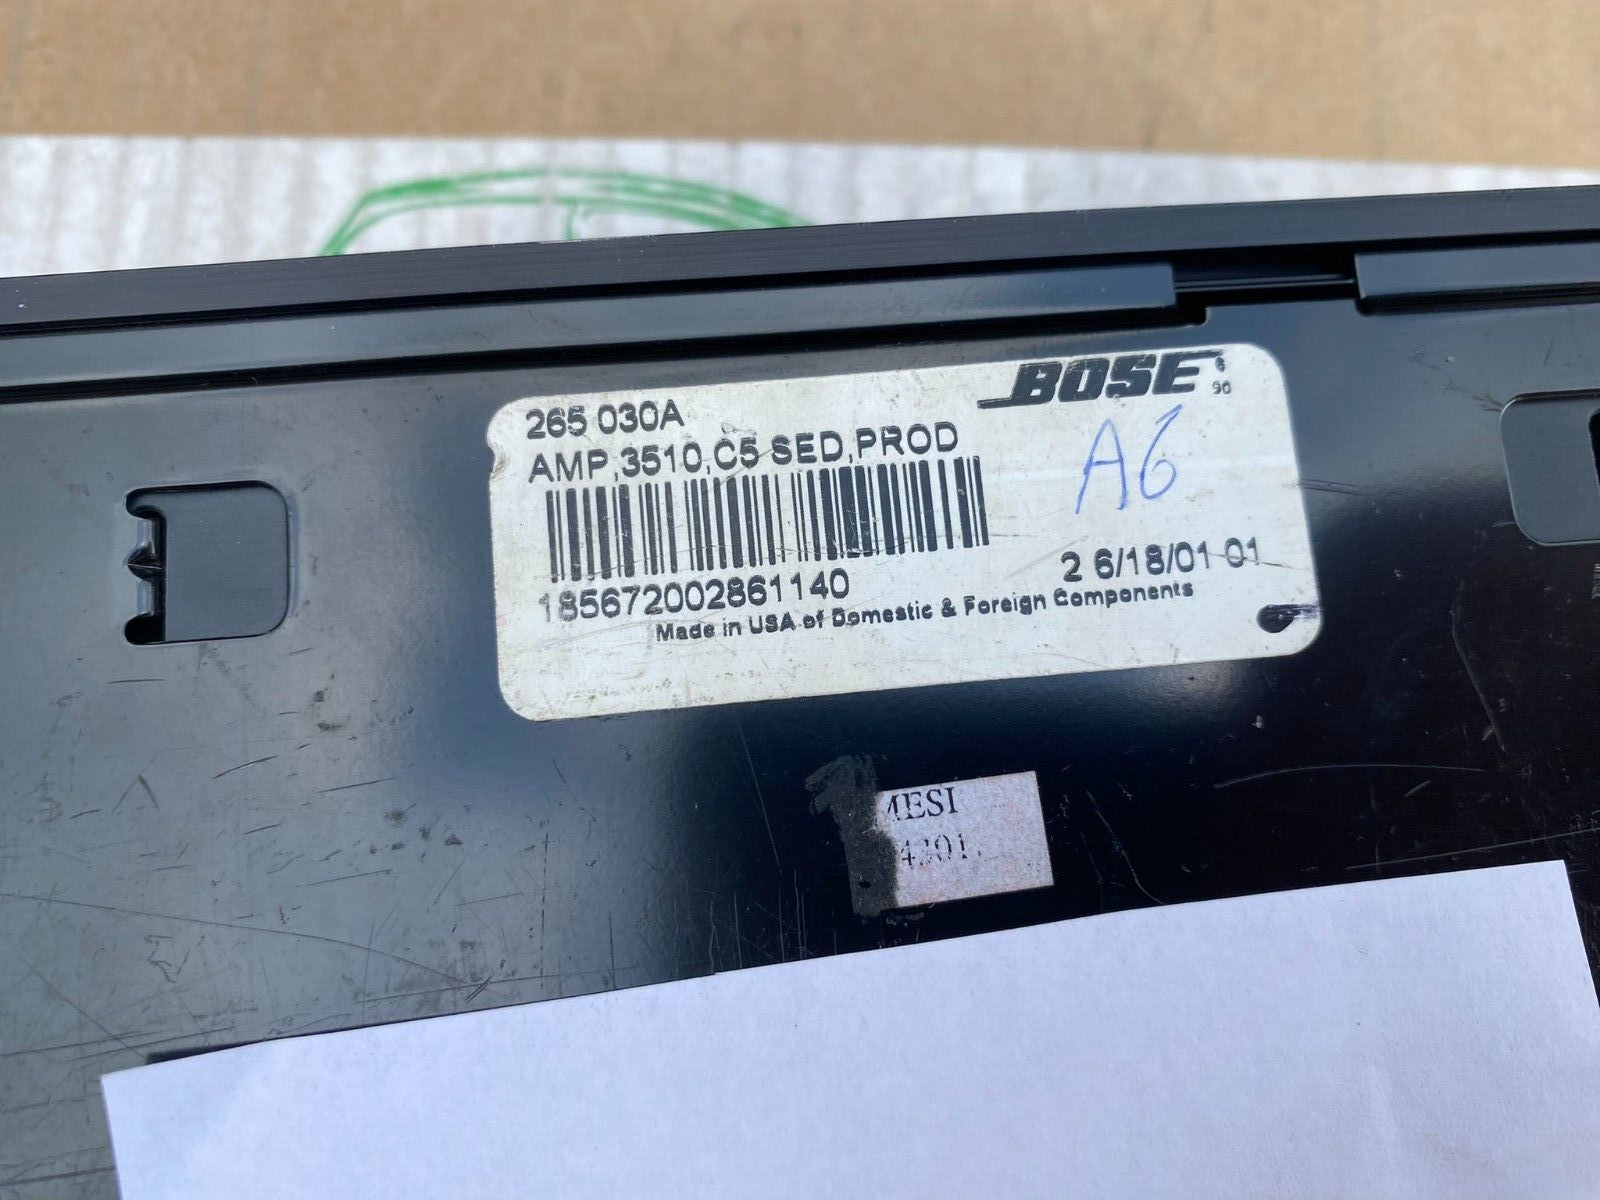 BOSE
265 030A
AMP,3510,C5 SED,PROD
A6
185672002861140
2 6/18/01 01
Made in USA of Domestic & Foreign Components